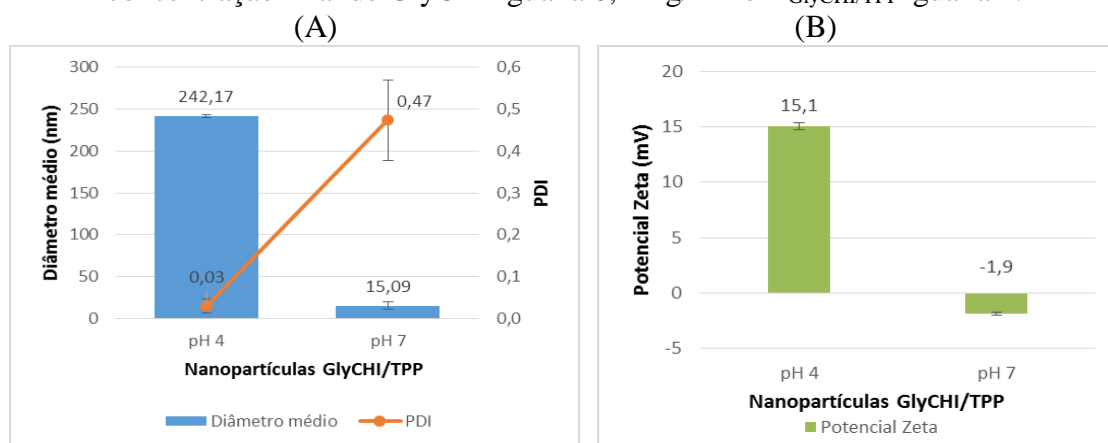 (A)
(B)
Diâmetro médio (nm)
300
250
200
150
100
50
0
242,17
0,03
15,09
0,47
0,6
0,5
0,4
0,3
0,2
0,1
0,0
PDI
pH 4
pH 7
Nanopartículas GlyCHI/TPP
Diâmetro médio
PDI
Potencial Zeta (mV)
20
15
10
5
0
-5
15,1
-1,9
pH 4
pH 7
Nanopartículas GlyCHI/TPP
Potencial Zeta